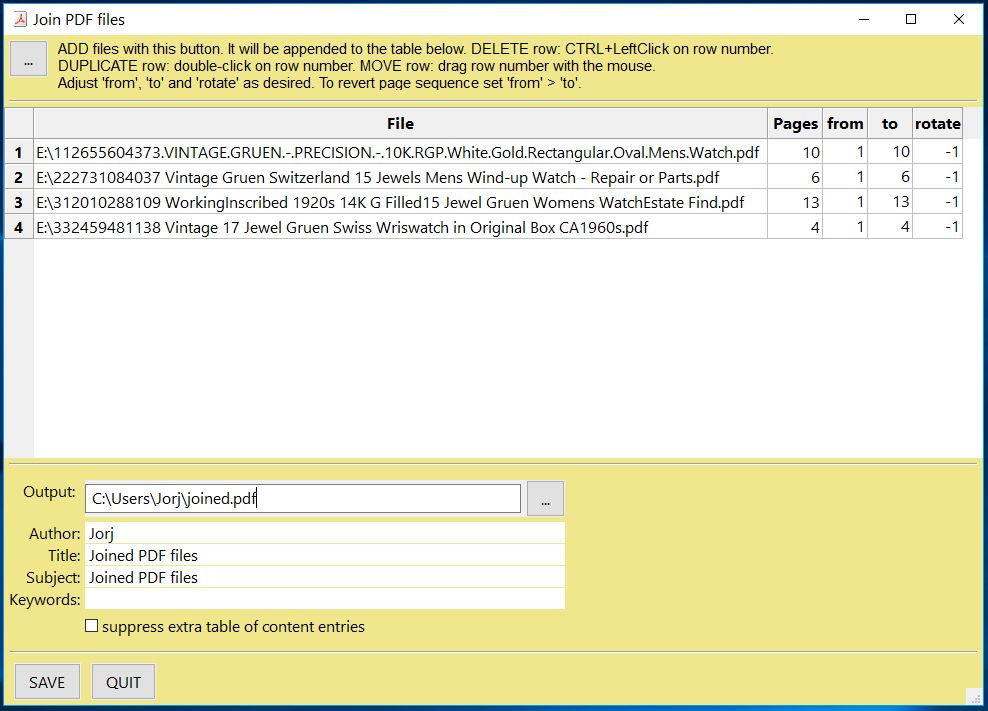 Join PDF files
... ADD files with this button. It will be appended to the table below. DELETE row: CTRL+LeftClick on row number.
DUPLICATE row: double-click on row number. MOVE row: drag row number with the mouse.
Adjust 'from', 'to' and 'rotate' as desired. To revert page sequence set 'from' > 'to'.
File Pages from to rotate
1 E:\112655604373.VINTAGE.GRUEN.-.PRECISION.-.10K.RGP.White.Gold.Rectangular.Oval.Mens.Watch.pdf 10 1 10 -1
2 E:\222731084037 Vintage Gruen Switzerland 15 Jewels Mens Wind-up Watch - Repair or Parts.pdf 6 1 6 -1
3 E:\312010288109 WorkingInscribed 1920s 14K G Filled15 Jewel Gruen Womens WatchEstate Find.pdf 13 1 13 -1
4 E:\332459481138 Vintage 17 Jewel Gruen Swiss Wriswatch in Original Box CA1960s.pdf 4 1 4 -1
Output: C:\Users\Jorj\joined.pdf ...
Author: Jorj
Title: Joined PDF files
Subject: Joined PDF files
Keywords:
suppress extra table of content entries
SAVE QUIT